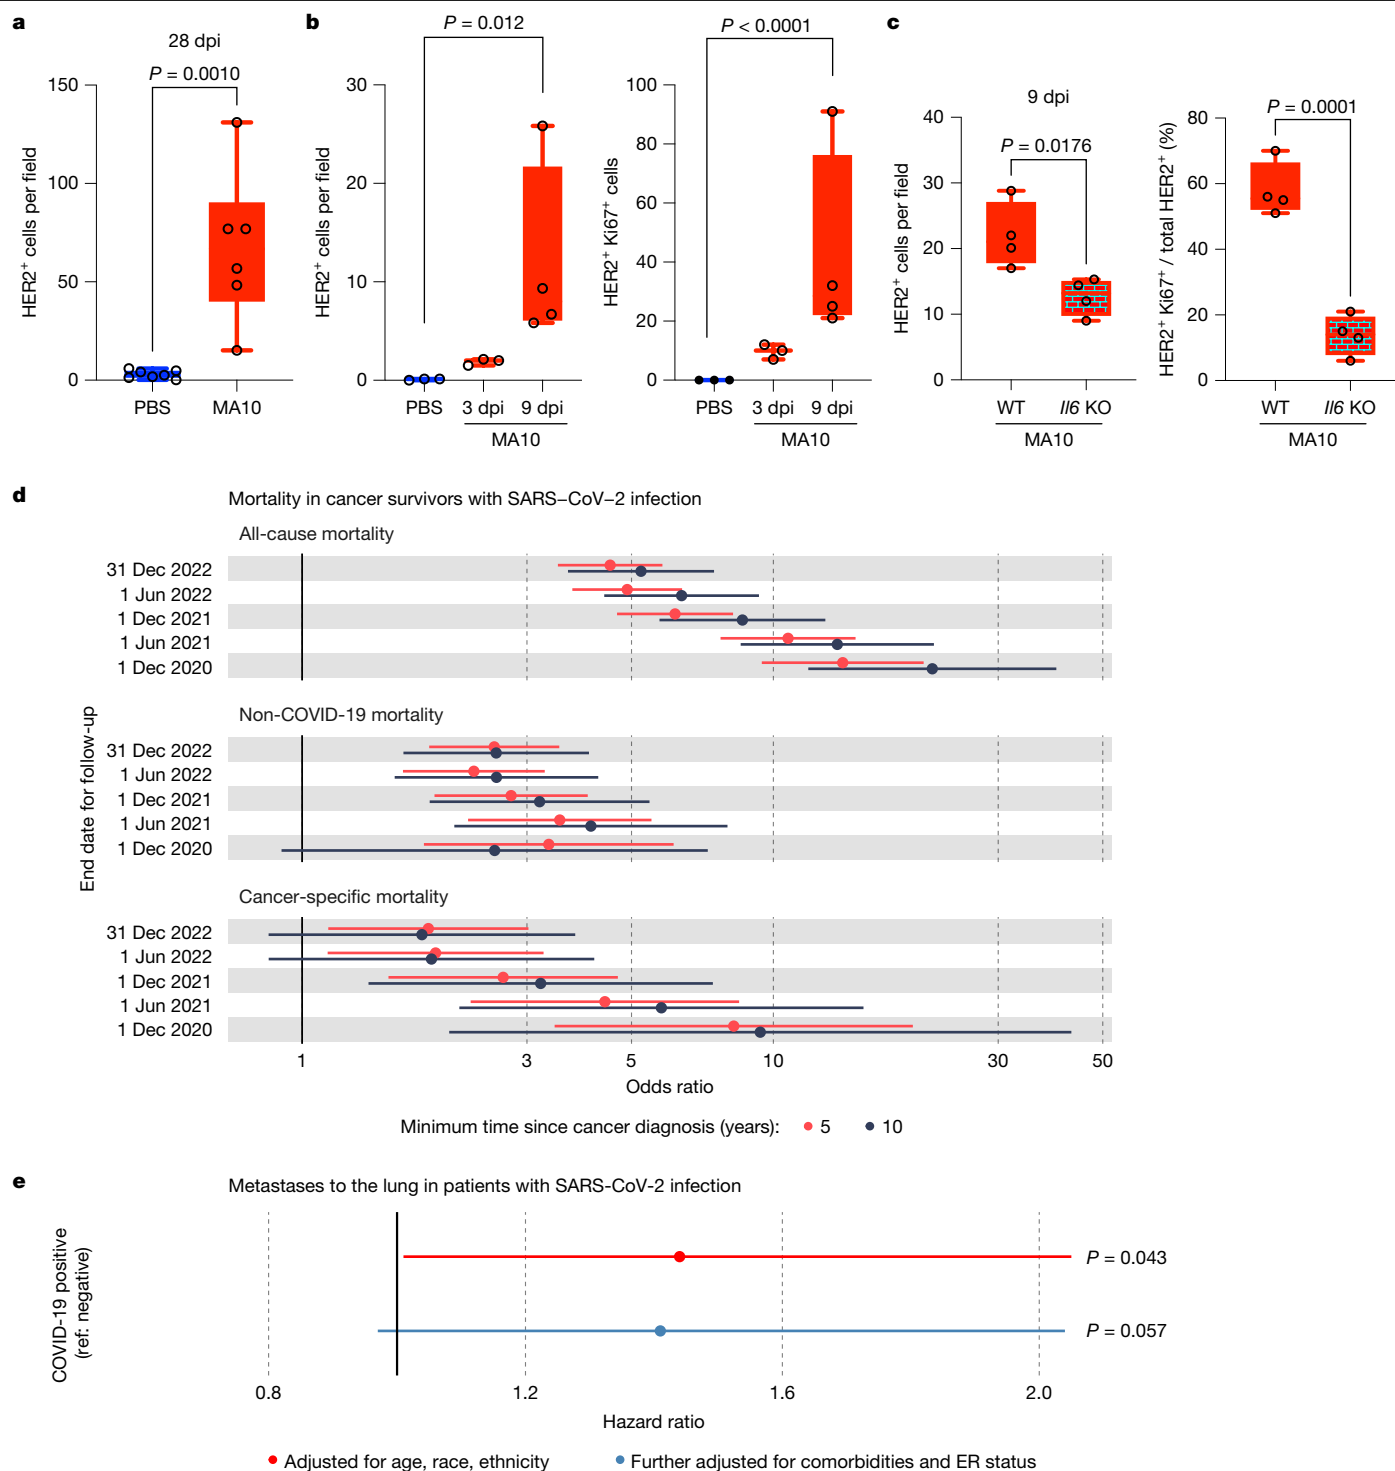 a
28 dpi
P = 0.0010
HER2+ cells per field
150
100
50
0
PBS
MA10
b
P = 0.012
HER2+ cells per field
30
20
10
0
PBS
3 dpi
9 dpi
MA10
P < 0.0001
HER2+ Ki67+ cells
100
80
60
40
20
0
PBS
3 dpi
9 dpi
MA10
c
9 dpi
P = 0.0176
HER2+ cells per field
40
30
20
10
0
WT
Il6 KO
MA10
P = 0.0001
HER2+ Ki67+ / total HER2+ (%)
80
60
40
20
0
WT
Il6 KO
MA10
d
Mortality in cancer survivors with SARS–CoV–2 infection
End date for follow-up
All-cause mortality
31 Dec 2022
1 Jun 2022
1 Dec 2021
1 Jun 2021
1 Dec 2020
Non-COVID-19 mortality
31 Dec 2022
1 Jun 2022
1 Dec 2021
1 Jun 2021
1 Dec 2020
Cancer-specific mortality
31 Dec 2022
1 Jun 2022
1 Dec 2021
1 Jun 2021
1 Dec 2020
1 3 5 10 30 50
Odds ratio
Minimum time since cancer diagnosis (years): 5 10
e
Metastases to the lung in patients with SARS-CoV-2 infection
COVID-19 positive
(ref: negative)
P = 0.043
P = 0.057
0.8 1.2 1.6 2.0
Hazard ratio
Adjusted for age, race, ethnicity
Further adjusted for comorbidities and ER status